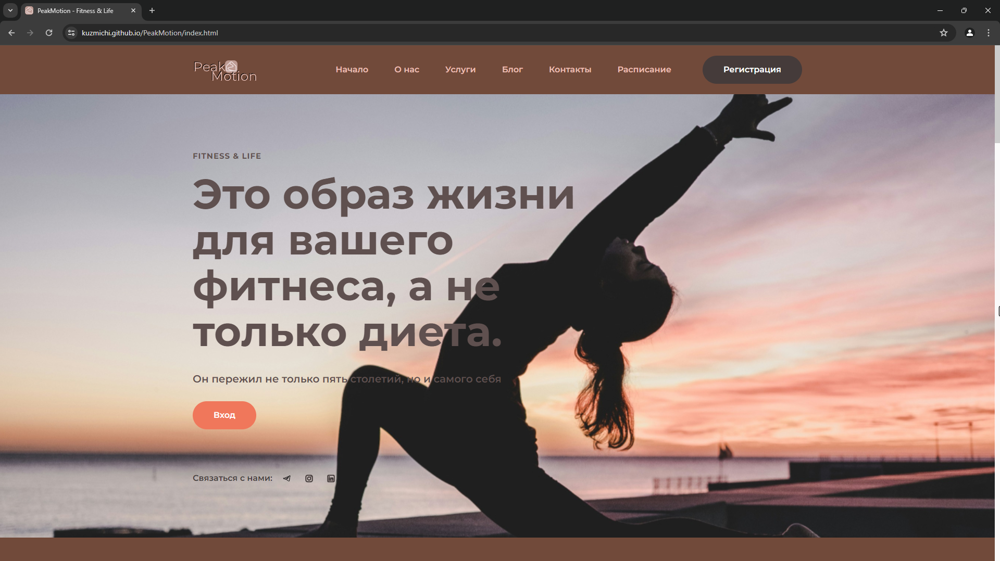 PeakMotion - Fitness & Life
kuzmichi.github.io/PeakMotion/index.html
Peak
Motion
Начало
О нас
Услуги
Блог
Контакты
Расписание
Регистрация
FITNESS & LIFE
Это образ жизни
для вашего
фитнеса, а не
только диета.
Он пережил не только пять столетий, но и самого себя
Вход
Связаться с нами: